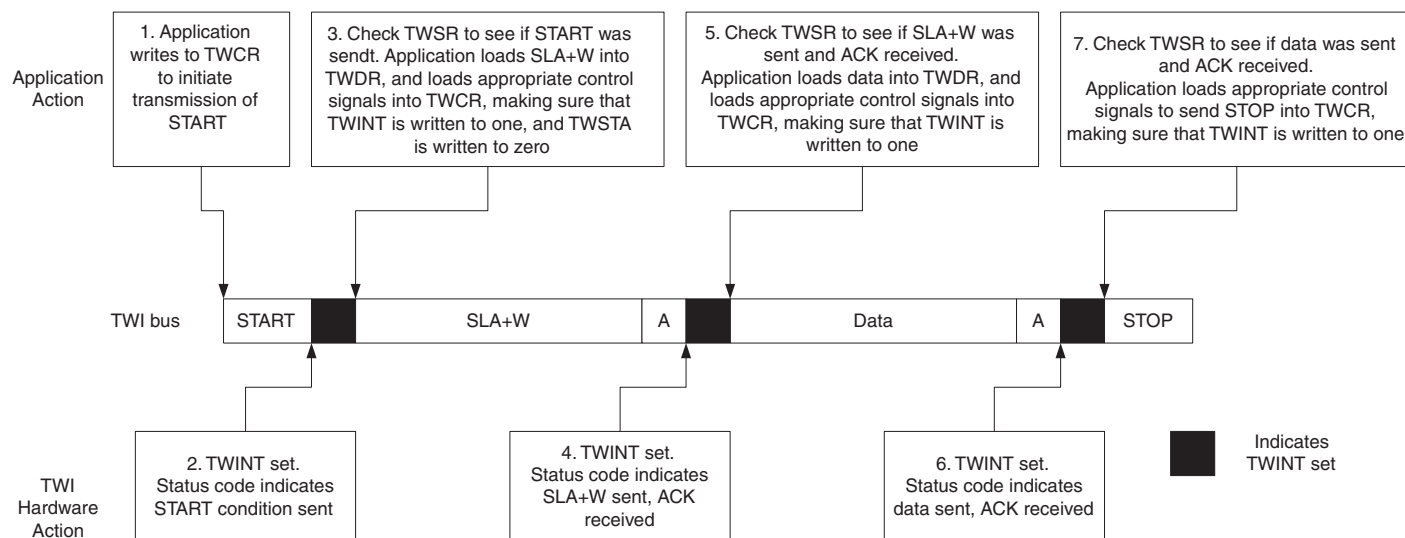 Application
Action
1. Application
writes to TWCR
to initiate
transmission of
START
3. Check TWSR to see if START was
sendt. Application loads SLA+W into
TWDR, and loads appropriate control
signals into TWCR, making sure that
TWINT is written to one, and TWSTA
is written to zero
5. Check TWSR to see if SLA+W was
sent and ACK received.
Application loads data into TWDR, and
loads appropriate control signals into
TWCR, making sure that TWINT is
written to one
7. Check TWSR to see if data was sent
and ACK received.
Application loads appropriate control
signals to send STOP into TWCR,
making sure that TWINT is written to one
TWI bus
START
SLA+W
A
Data
A
STOP
TWI
Hardware
Action
2. TWINT set.
Status code indicates
START condition sent
4. TWINT set.
Status code indicates
SLA+W sent, ACK
received
6. TWINT set.
Status code indicates
data sent, ACK received
Indicates
TWINT set